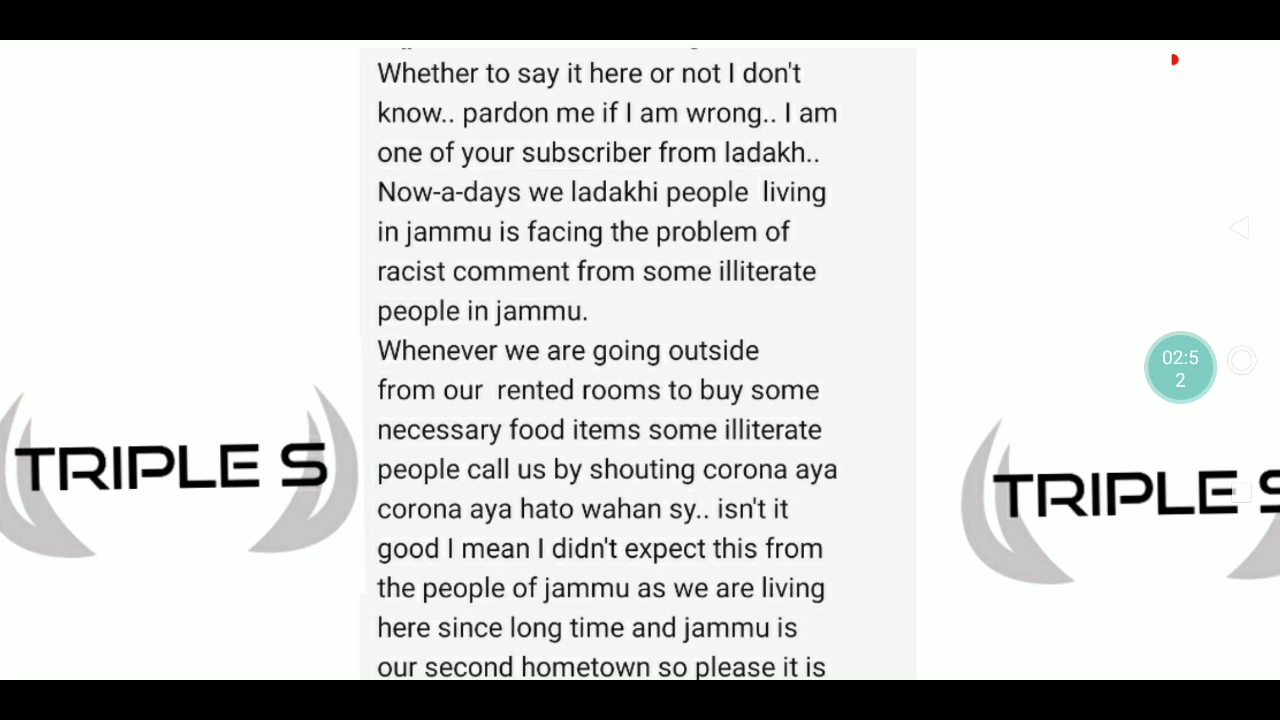 Whether to say it here or not I don't
know.. pardon me if I am wrong.. I am
one of your subscriber from ladakh..
Now-a-days we ladakhi people  living
in jammu is facing the problem of
racist comment from some illiterate
people in jammu.
Whenever we are going outside
from our  rented rooms to buy some
necessary food items some illiterate
people call us by shouting corona aya
corona aya hato wahan sy.. isn't it
good I mean I didn't expect this from
the people of jammu as we are living
here since long time and jammu is
our second hometown so please it is
TRIPLE S
TRIPLE S
02:5
2